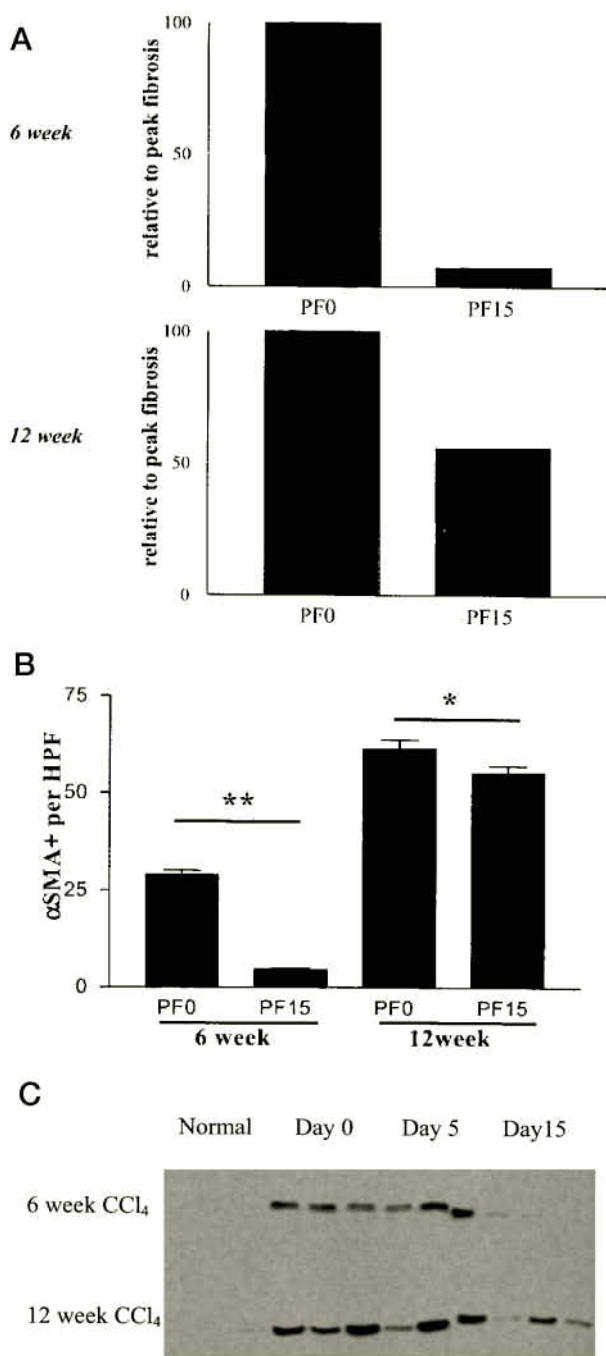 A
6 week
relative to peak fibrosis
100
50
0
PF0 PF15
12 week
relative to peak fibrosis
100
50
0
PF0 PF15
B
αSMA+ per HPF
75
50
25
0
**
*
PF0 PF15 PF0 PF15
6 week 12week
C
Normal Day 0 Day 5 Day15
6 week CCl₄
12 week CCl₄